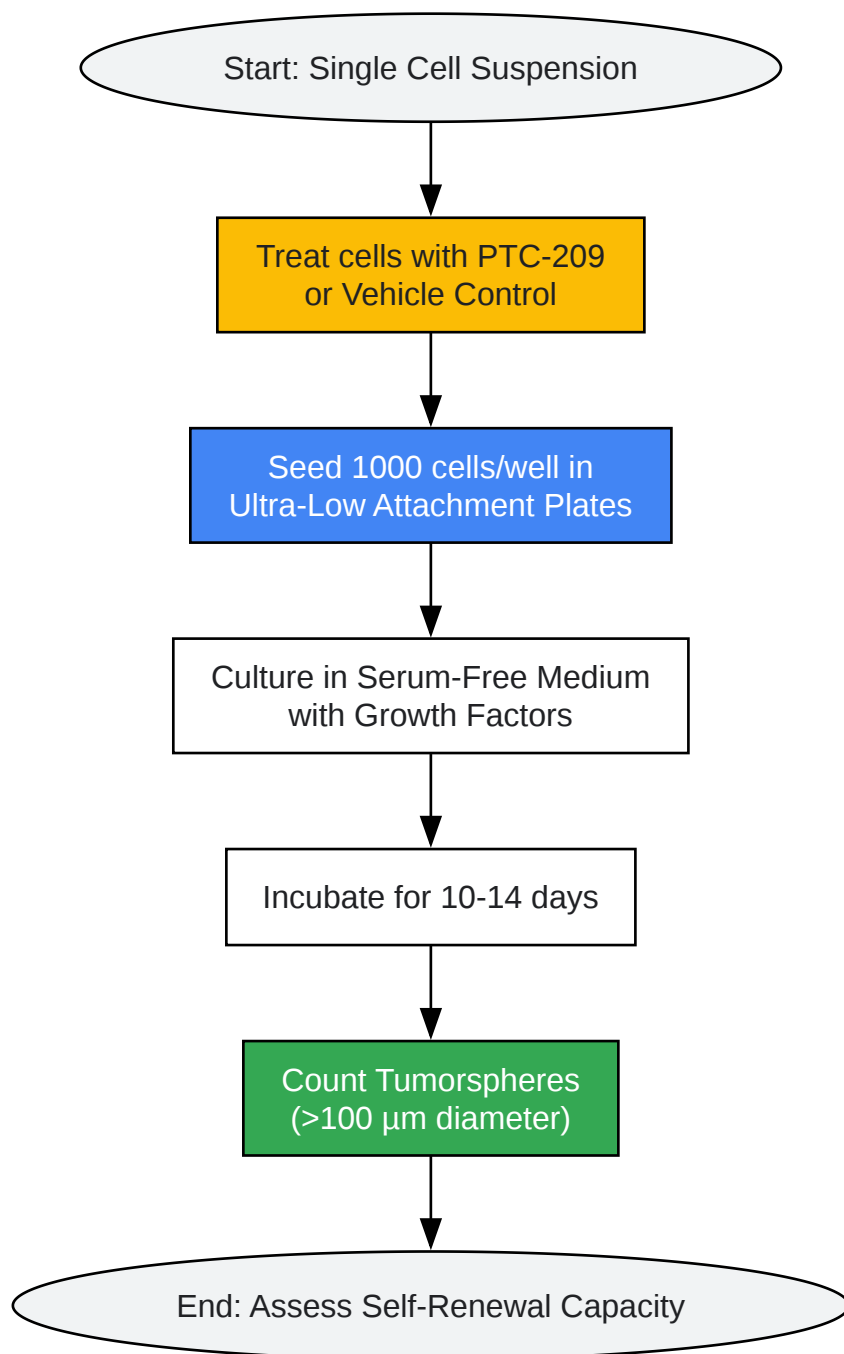 Start: Single Cell Suspension
Treat cells with PTC-209
or Vehicle Control
Seed 1000 cells/well in
Ultra-Low Attachment Plates
Culture in Serum-Free Medium
with Growth Factors
Incubate for 10-14 days
Count Tumorspheres
(>100 µm diameter)
End: Assess Self-Renewal Capacity